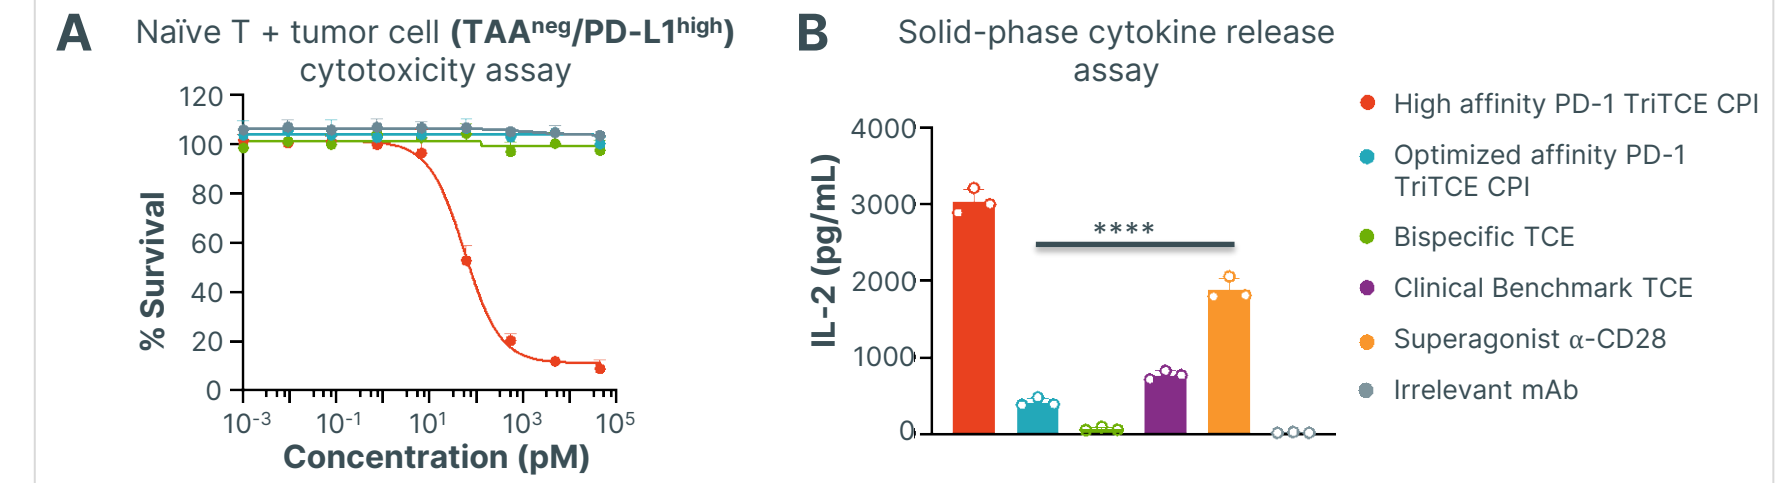 A
Naïve T + tumor cell (TAAⁿᵉᵍ/PD-L1ʰⁱᵍʰ)
cytotoxicity assay
120
100
80
60
40
20
0
% Survival
10⁻³
10⁻¹
10¹
10³
10⁵
Concentration (pM)
B
Solid-phase cytokine release
assay
4000
3000
2000
1000
0
IL-2 (pg/mL)
****
High affinity PD-1 TriTCE CPI
Optimized affinity PD-1
TriTCE CPI
Bispecific TCE
Clinical Benchmark TCE
Superagonist α-CD28
Irrelevant mAb